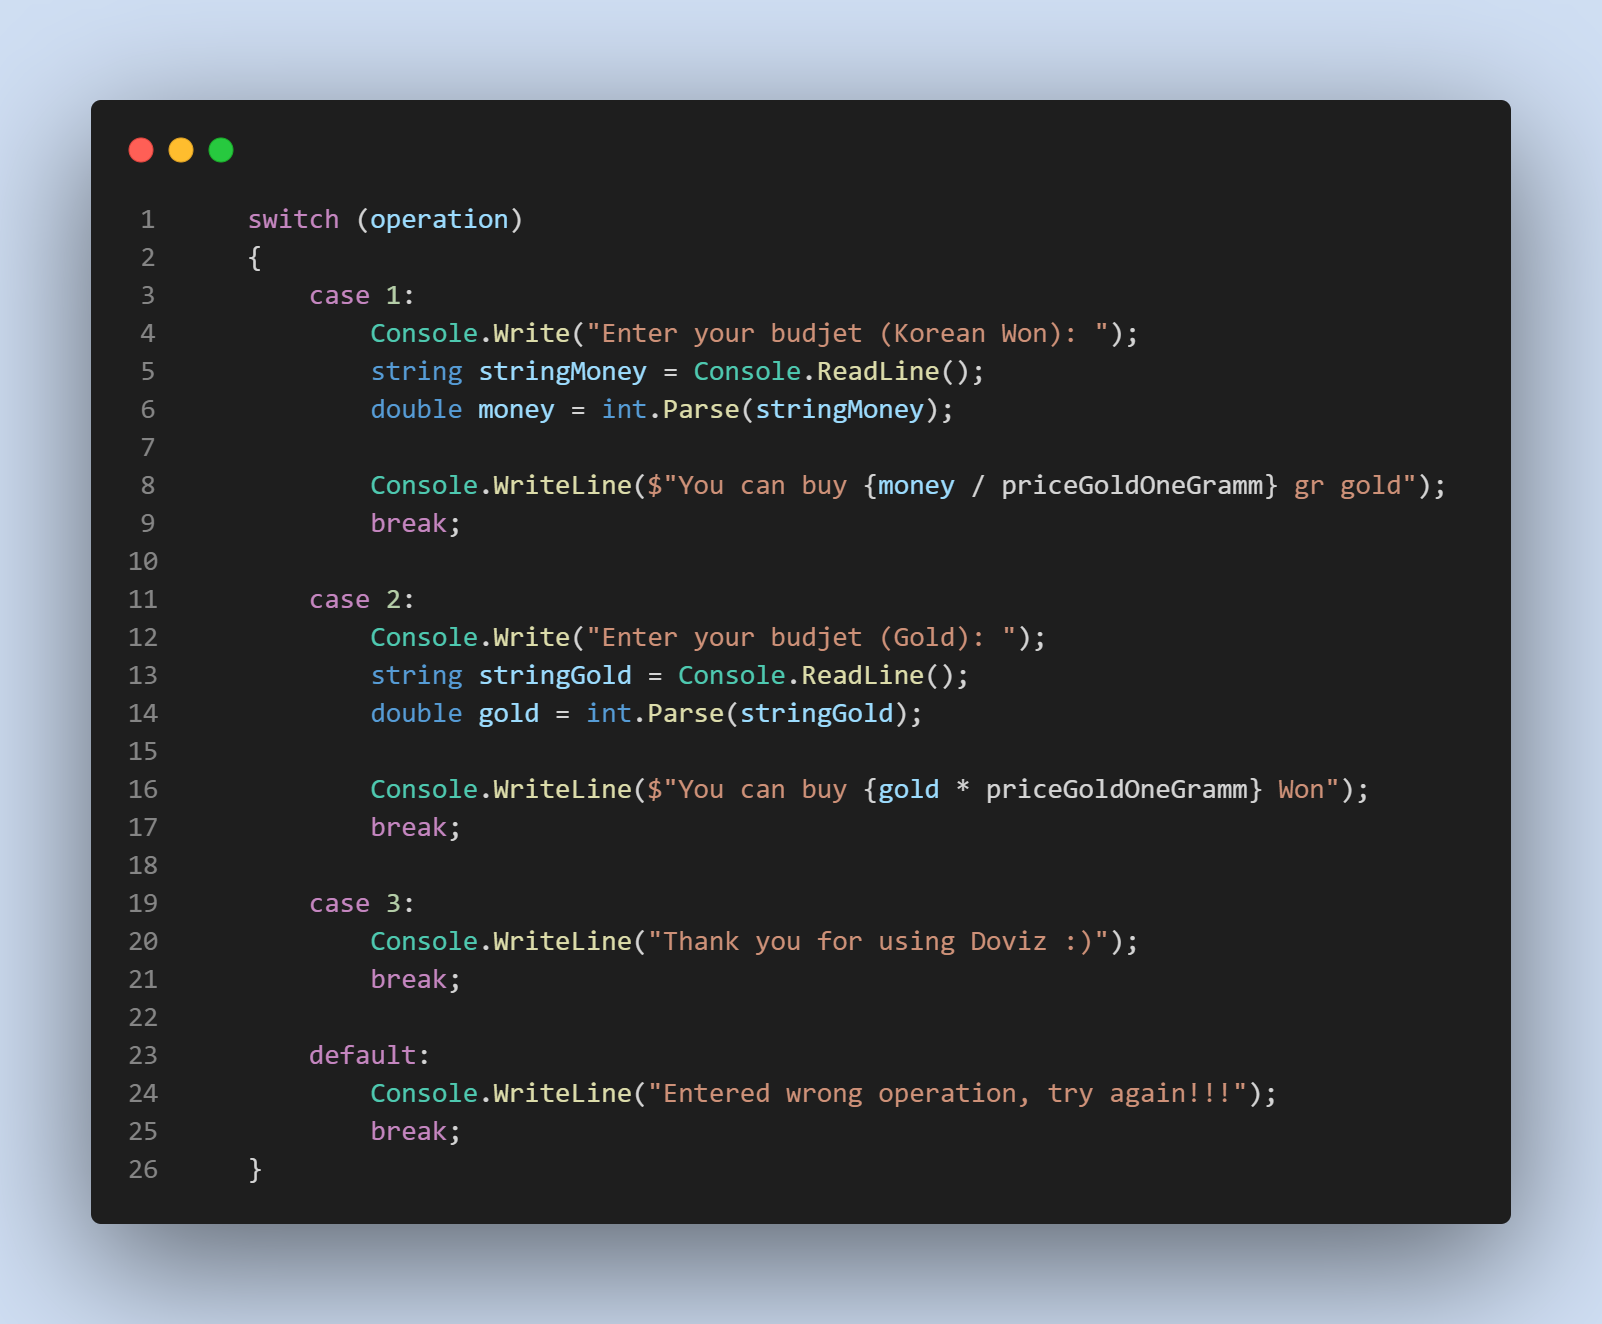 1 switch (operation)
2 {
3 case 1:
4 Console.Write("Enter your budjet (Korean Won): ");
5 string stringMoney = Console.ReadLine();
6 double money = int.Parse(stringMoney);
7
8 Console.WriteLine($"You can buy {money / priceGoldOneGramm} gr gold");
9 break;
10
11 case 2:
12 Console.Write("Enter your budjet (Gold): ");
13 string stringGold = Console.ReadLine();
14 double gold = int.Parse(stringGold);
15
16 Console.WriteLine($"You can buy {gold * priceGoldOneGramm} Won");
17 break;
18
19 case 3:
20 Console.WriteLine("Thank you for using Doviz :)");
21 break;
22
23 default:
24 Console.WriteLine("Entered wrong operation, try again!!!");
25 break;
26 }